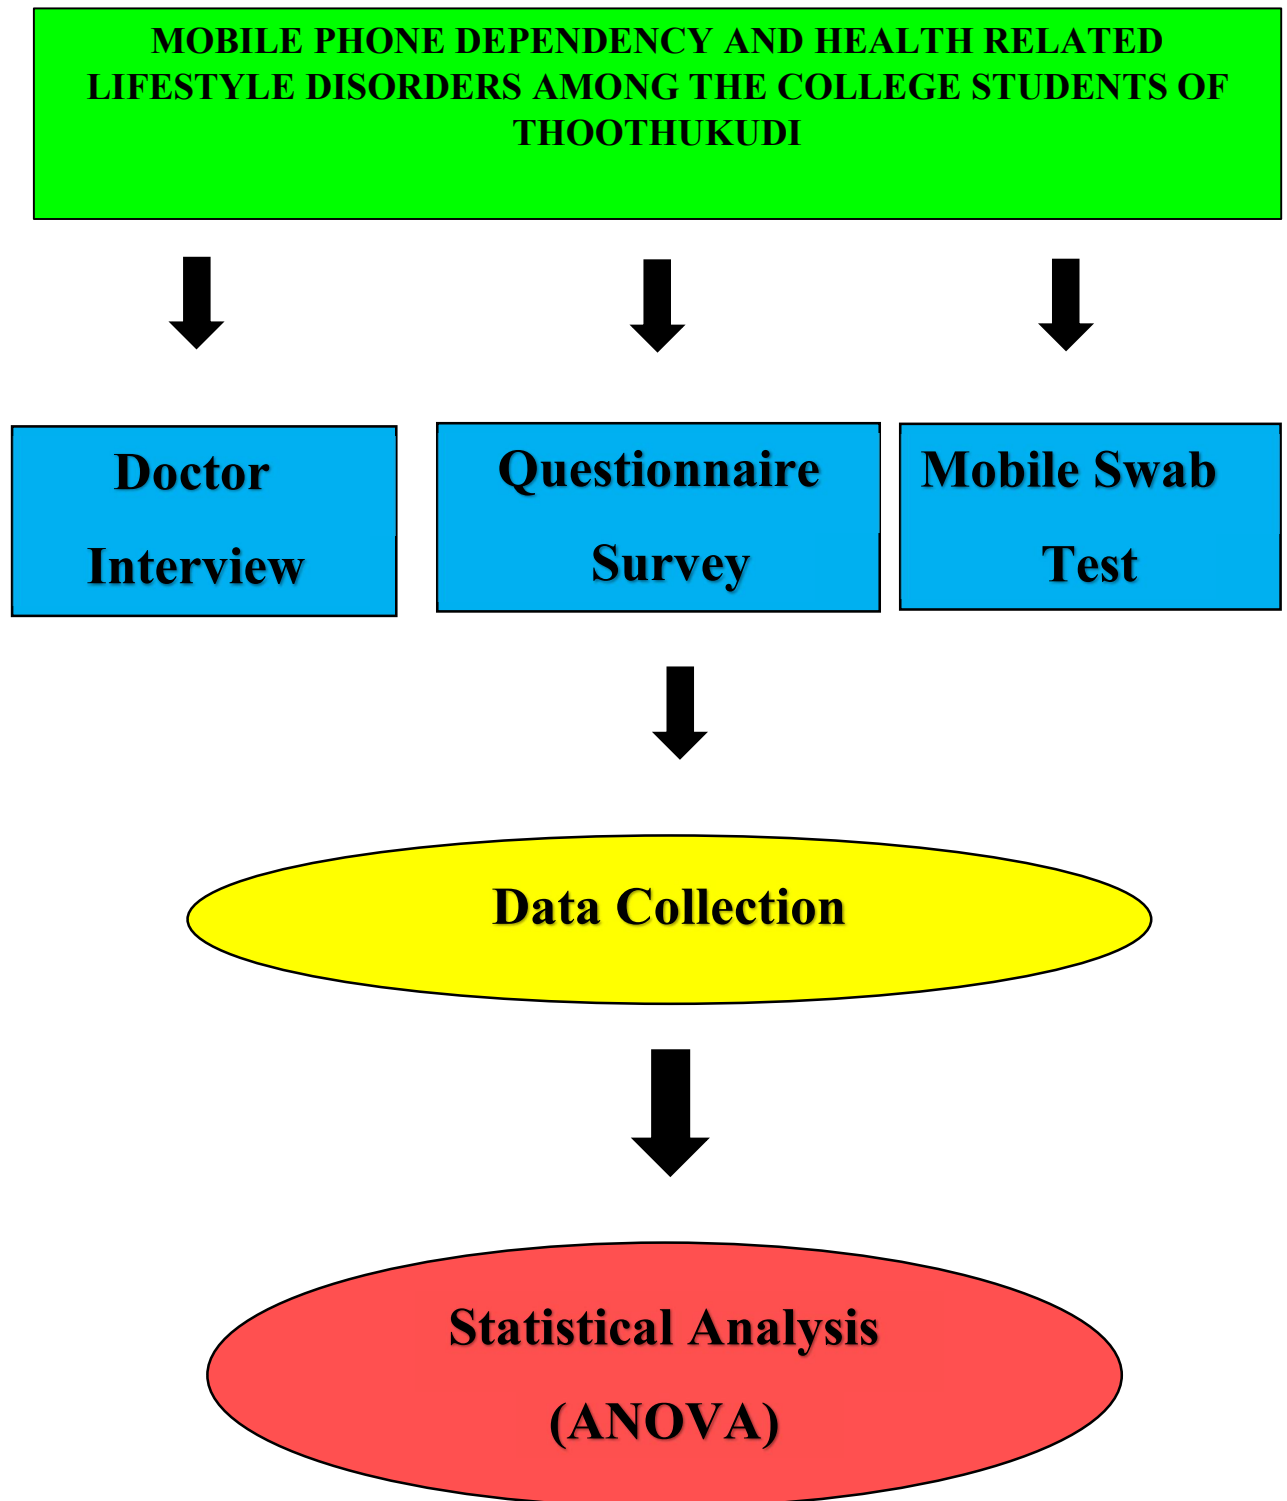 MOBILE PHONE DEPENDENCY AND HEALTH RELATED
LIFESTYLE DISORDERS AMONG THE COLLEGE STUDENTS OF
THOOTHUKUDI
Doctor
Interview
Questionnaire
Survey
Mobile Swab
Test
Data Collection
Statistical Analysis
(ANOVA)